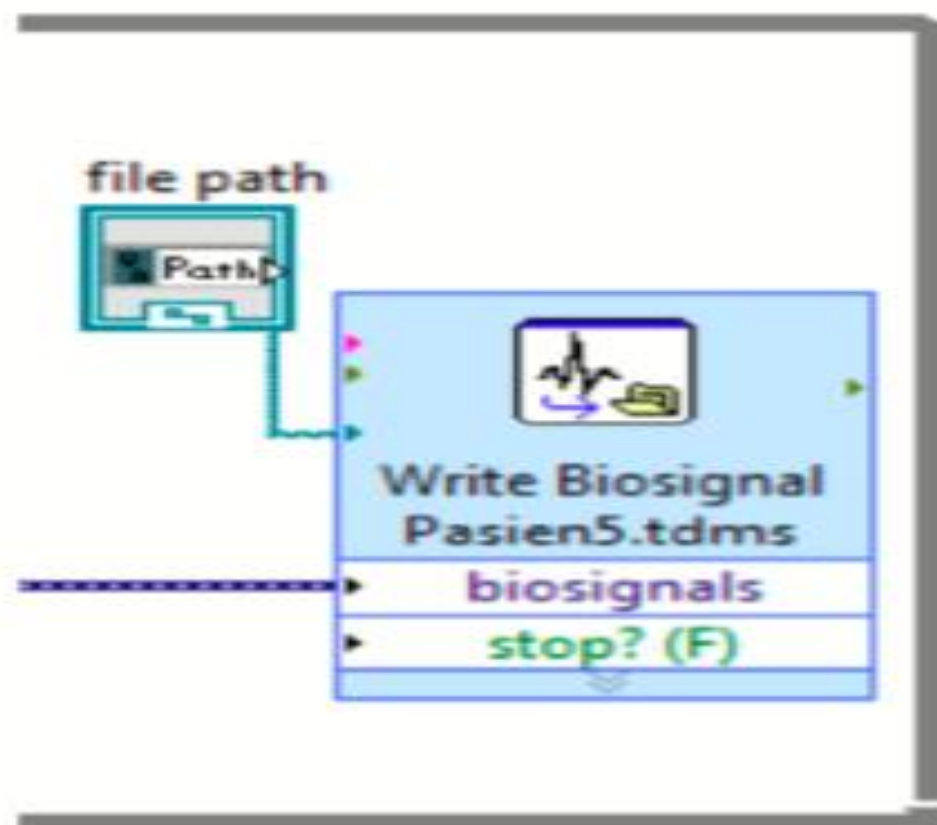 file path
Path
Write Biosignal
Pasien5.tdms
biosignals
stop? (F)